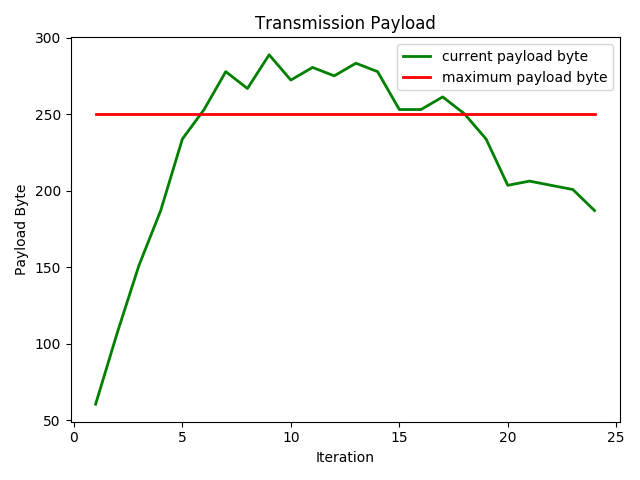 Transmission Payload
300
250
200
150
100
50
Payload Byte
current payload byte
maximum payload byte
0 5 10 15 20 25
Iteration